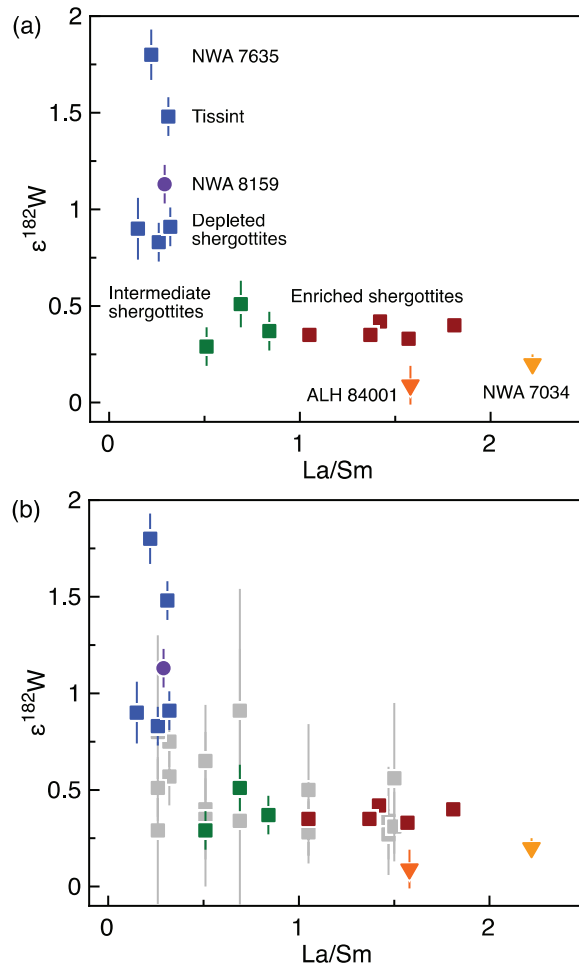 (a)
2
1.5
1
0.5
0
ε¹⁸²W
NWA 7635
Tissint
NWA 8159
Depleted
shergottites
Intermediate
shergottites
Enriched shergottites
ALH 84001
NWA 7034
0
1
2
La/Sm
(b)
2
1.5
1
0.5
0
ε¹⁸²W
0
1
2
La/Sm